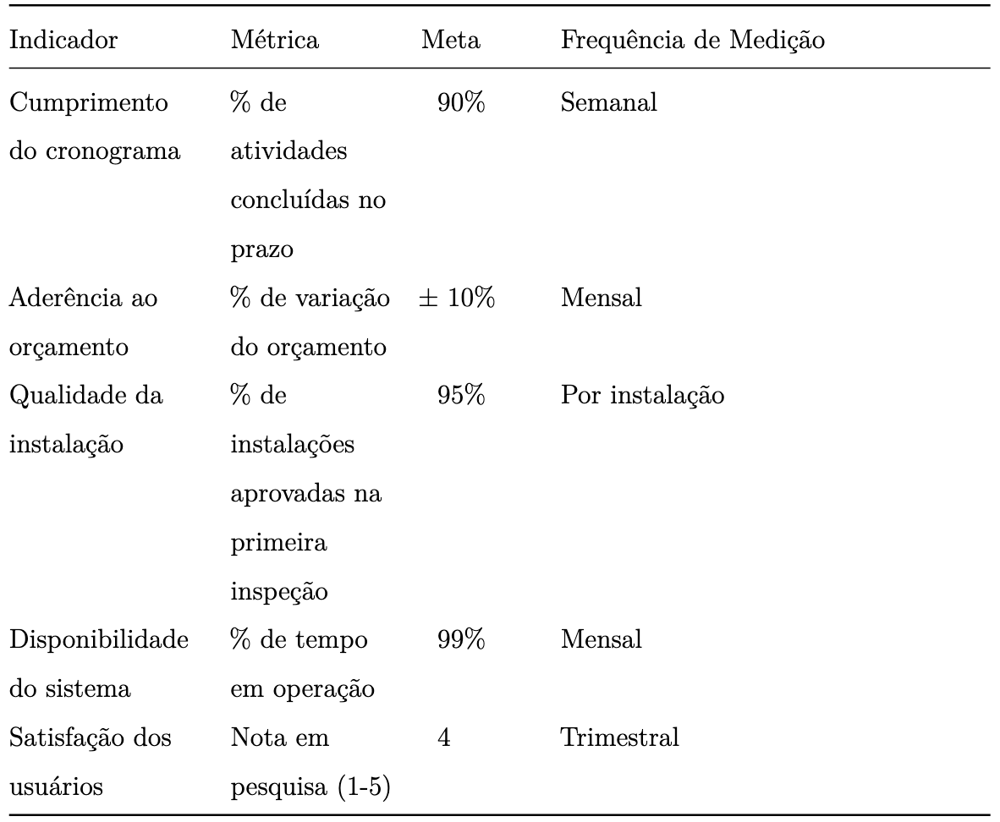 Indicador Métrica Meta Frequência de Medição
Cumprimento % de 90% Semanal
do cronograma atividades
concluídas no
prazo
Aderência ao % de variação ± 10% Mensal
orçamento do orçamento
Qualidade da % de 95% Por instalação
instalação instalações
aprovadas na
primeira
inspeção
Disponibilidade % de tempo 99% Mensal
do sistema em operação
Satisfação dos Nota em 4 Trimestral
usuários pesquisa (1-5)